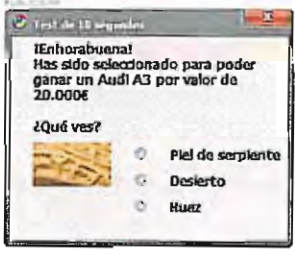 Test de 10 segundos
¡Enhorabuena!
Has sido seleccionado para poder
ganar un Audi A3 por valor de
20.000€
¿Qué ves?
Piel de serpiente
Desierto
Nuez